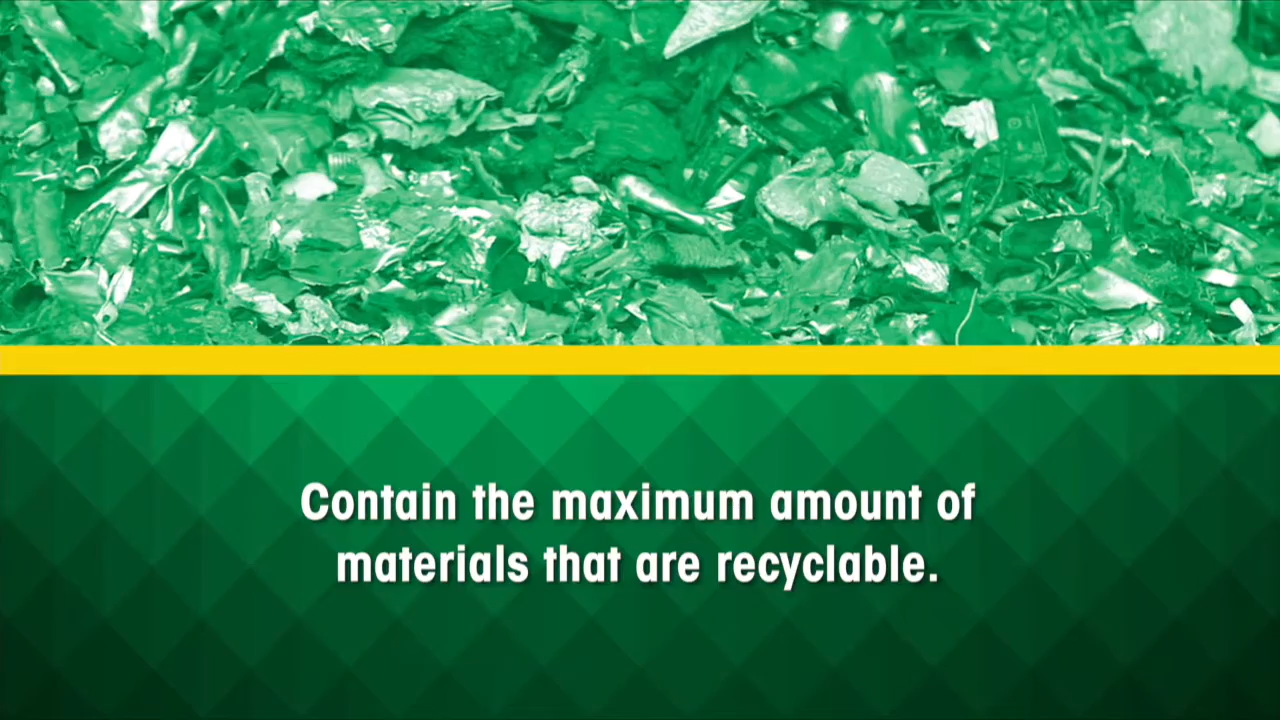 Contain the maximum amount of
materials that are recyclable.